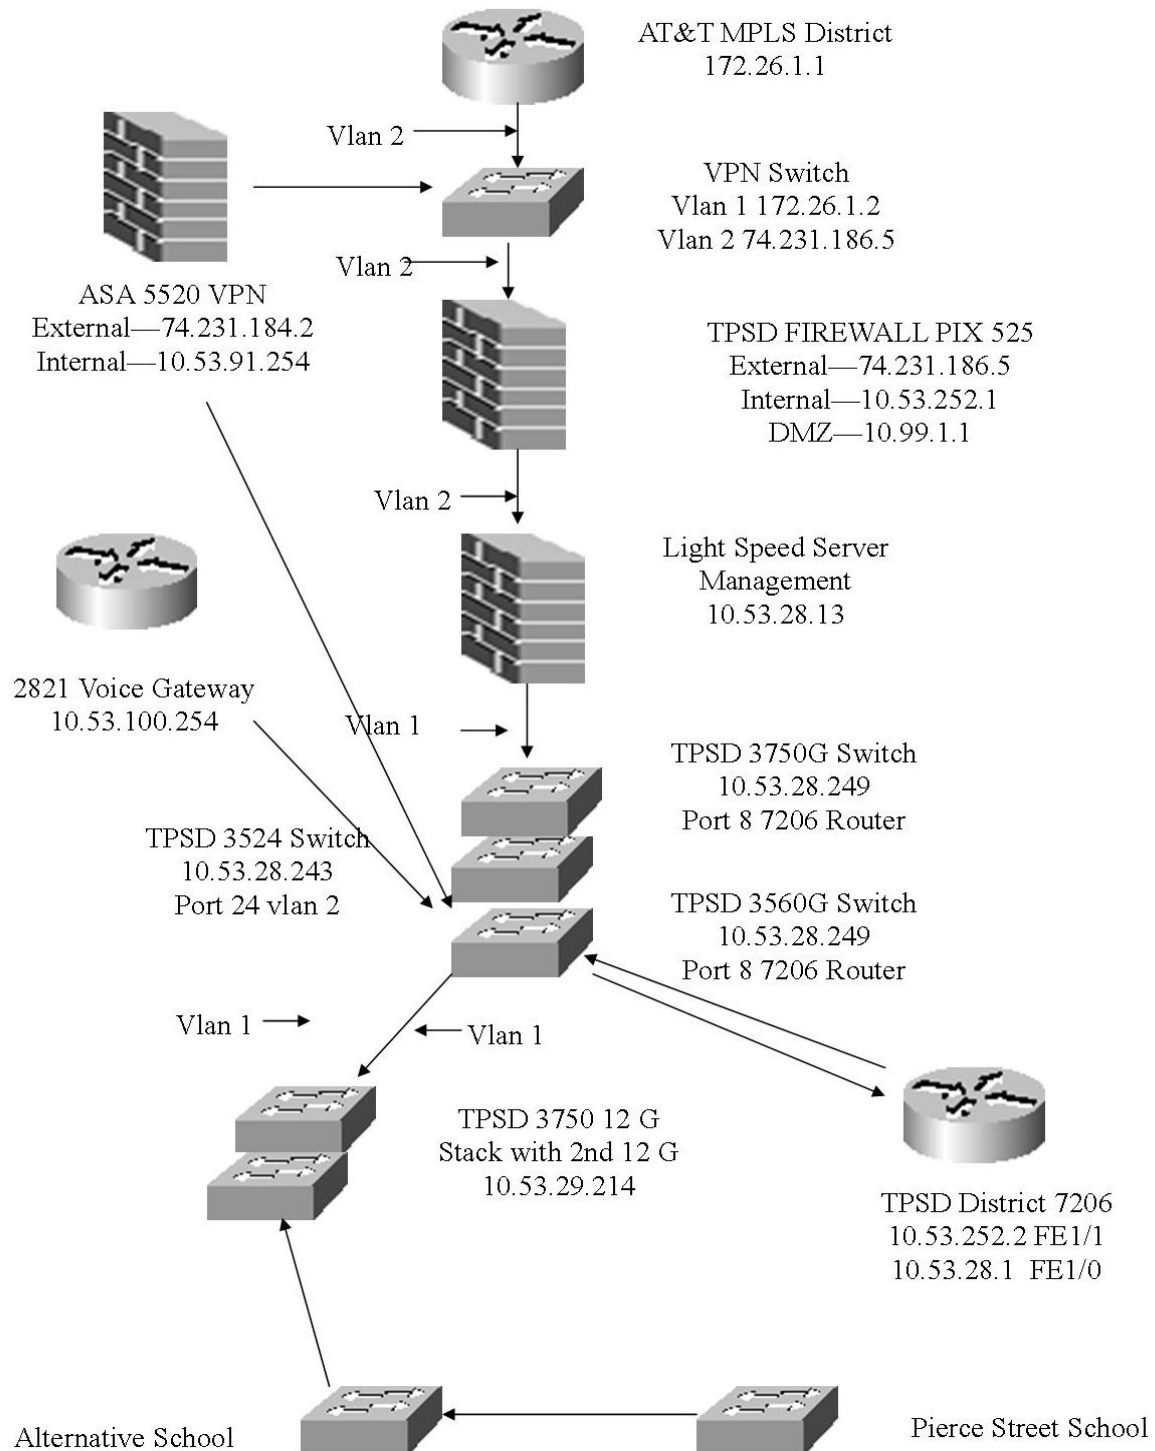 AT&T MPLS District
172.26.1.1
Vlan 2
VPN Switch
Vlan 1 172.26.1.2
Vlan 2 74.231.186.5
Vlan 2
ASA 5520 VPN
External—74.231.184.2
Internal—10.53.91.254
TPSD FIREWALL PIX 525
External—74.231.186.5
Internal—10.53.252.1
DMZ—10.99.1.1
Vlan 2
Light Speed Server
Management
10.53.28.13
2821 Voice Gateway
10.53.100.254
Vlan 1
TPSD 3750G Switch
10.53.28.249
Port 8 7206 Router
TPSD 3524 Switch
10.53.28.243
Port 24 vlan 2
TPSD 3560G Switch
10.53.28.249
Port 8 7206 Router
Vlan 1
Vlan 1
TPSD 3750 12 G
Stack with 2nd 12 G
10.53.29.214
TPSD District 7206
10.53.252.2 FE1/1
10.53.28.1 FE1/0
Alternative School
Pierce Street School